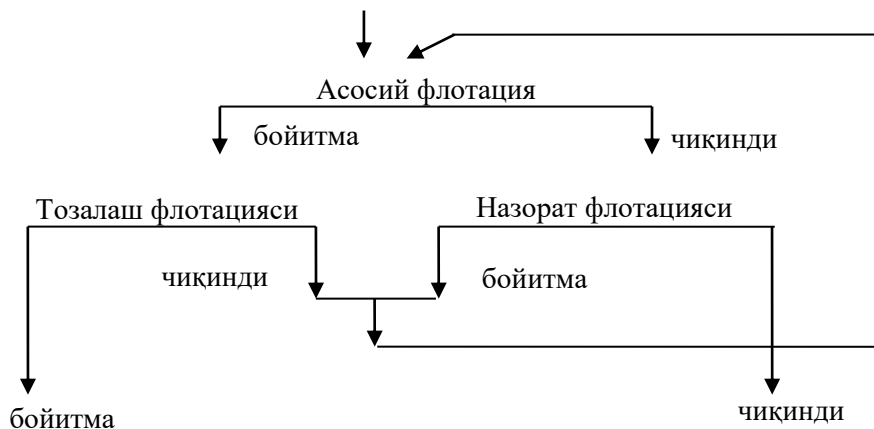 Асосий флотация
бойитма
чиқинди
Тозалаш флотацияси
Назорат флотацияси
чиқинди
бойитма
бойитма
чиқинди